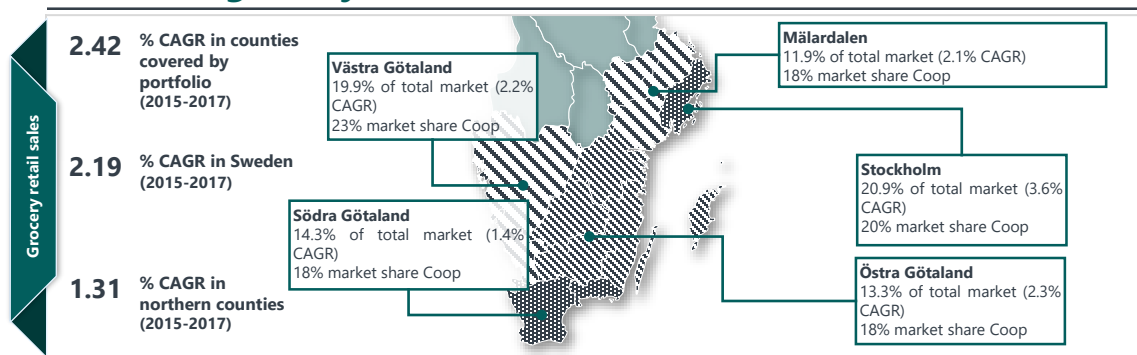 Grocery retail sales
2.42
% CAGR in counties
covered by
portfolio
(2015-2017)
2.19
% CAGR in Sweden
(2015-2017)
1.31
% CAGR in
northern counties
(2015-2017)
Västra Götaland
19.9% of total market (2.2%
CAGR)
23% market share Coop
Södra Götaland
14.3% of total market (1.4%
CAGR)
18% market share Coop
Mälardalen
11.9% of total market (2.1% CAGR)
18% market share Coop
Stockholm
20.9% of total market (3.6%
CAGR)
20% market share Coop
Östra Götaland
13.3% of total market (2.3%
CAGR)
18% market share Coop